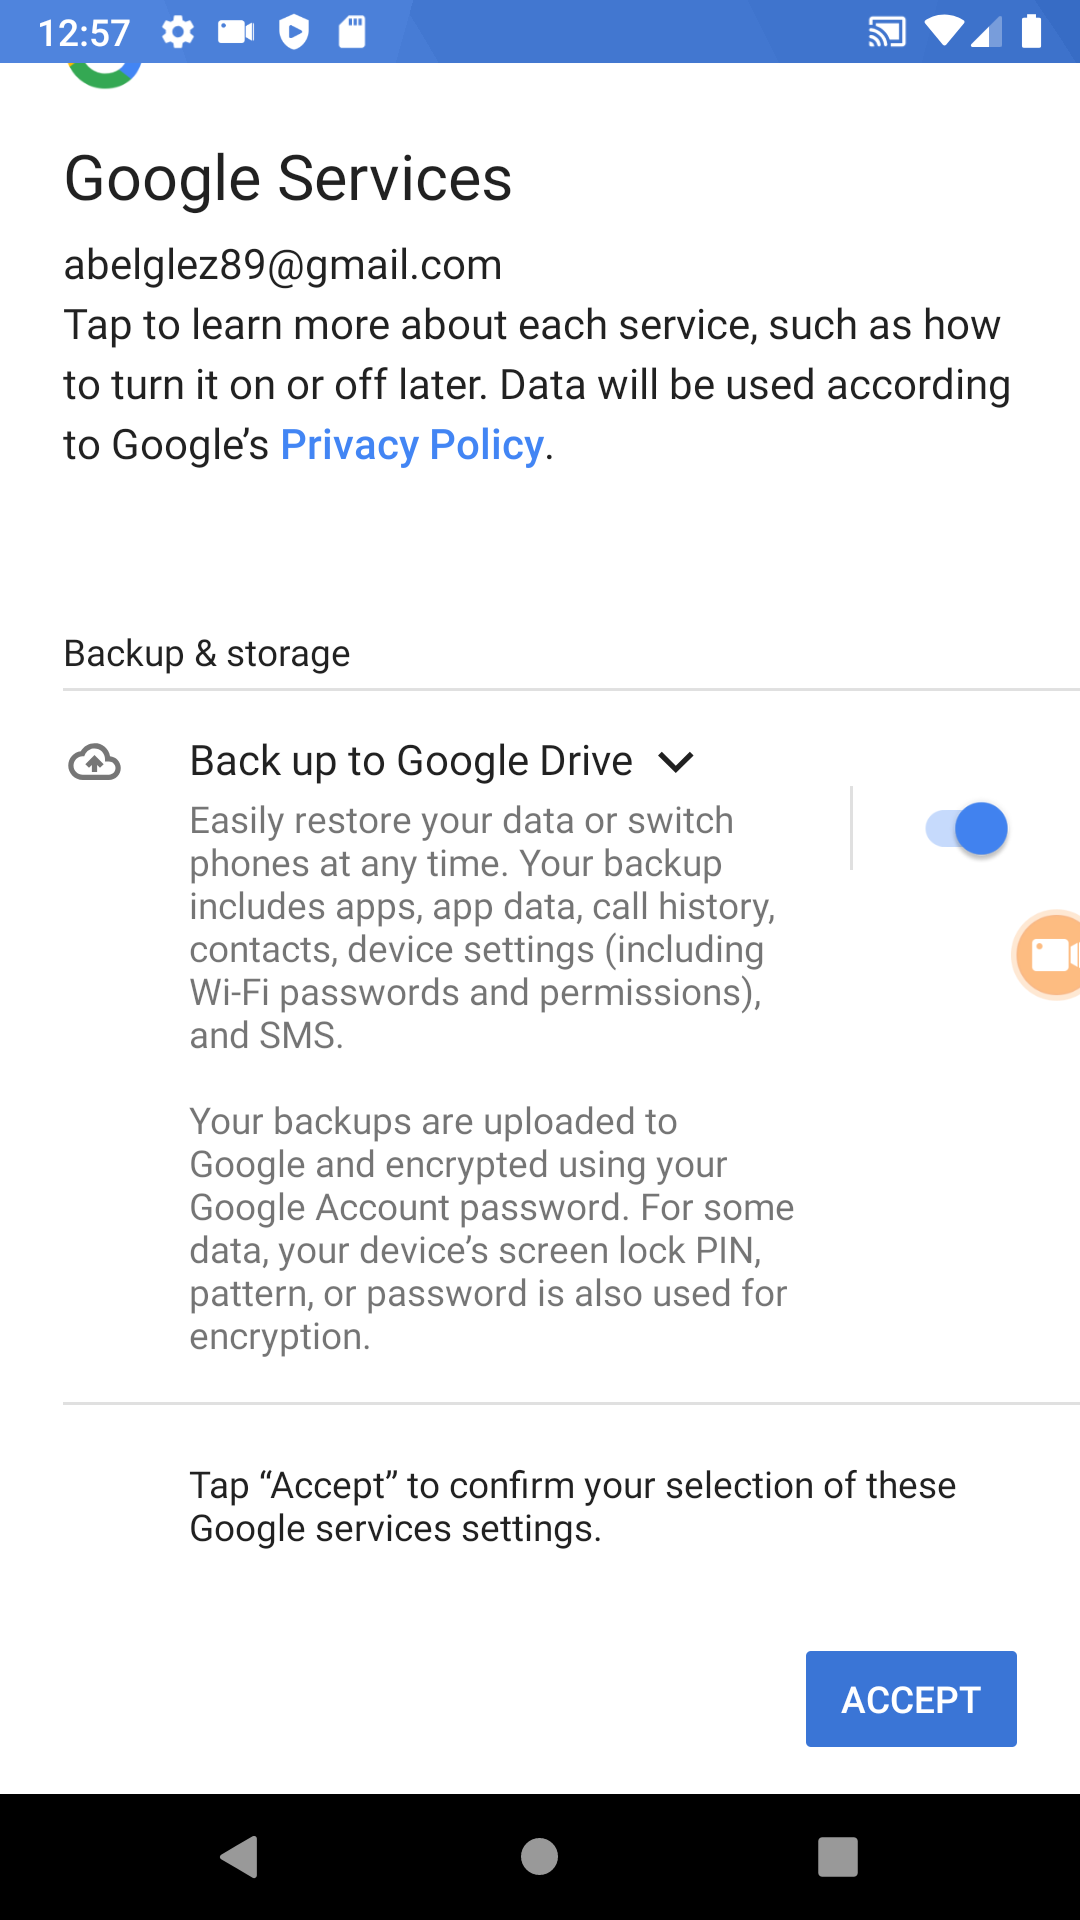 12:57
Google Services
abelglez89@gmail.com
Tap to learn more about each service, such as how
to turn it on or off later. Data will be used according
to Google’s Privacy Policy.
Backup & storage
Back up to Google Drive
Easily restore your data or switch
phones at any time. Your backup
includes apps, app data, call history,
contacts, device settings (including
Wi-Fi passwords and permissions),
and SMS.
Your backups are uploaded to
Google and encrypted using your
Google Account password. For some
data, your device’s screen lock PIN,
pattern, or password is also used for
encryption.
Tap “Accept” to confirm your selection of these
Google services settings.
ACCEPT